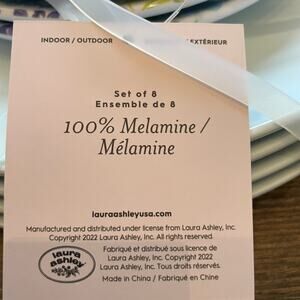 INDOOR / OUTDOOR EXTÉRIEUR
Set of 8
Ensemble de 8
100% Melamine /
Mélamine
lauraashleyusa.com
Manufactured and distributed under license from Laura Ashley, Inc.
Copyright 2022 Laura Ashley, Inc. All rights reserved.
laura
ashley
Fabriqué et distribué sous licence de
Laura Ashley, Inc. Copyright 2022
Laura Ashley, Inc. Tous droits réservés.
Made in China / Fabriqué en Chine